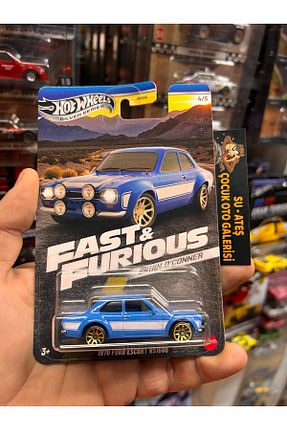 HOT WHEELS
SILVER SERIES
4/5
FAST &
FURIOUS
BRIAN O'CONNER
SU - ATEŞ
ÇOCUK OTO GALERİSİ
3+
1970 FORD ESCORT RS1600